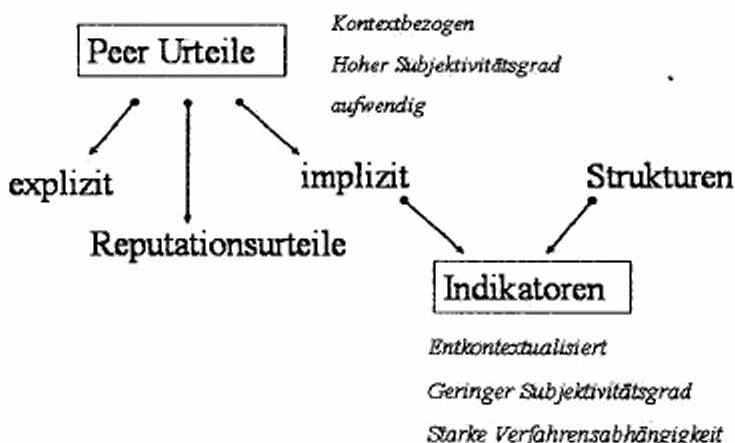 Kontextbezogen
Peer Urteile
Hoher Subjektivitätsgrad
aufwendig
explizit
implizit
Strukturen
Reputationsurteile
Indikatoren
Entkontextualisiert
Geringer Subjektivitätsgrad
Starke Verfahrensabhängigkeit